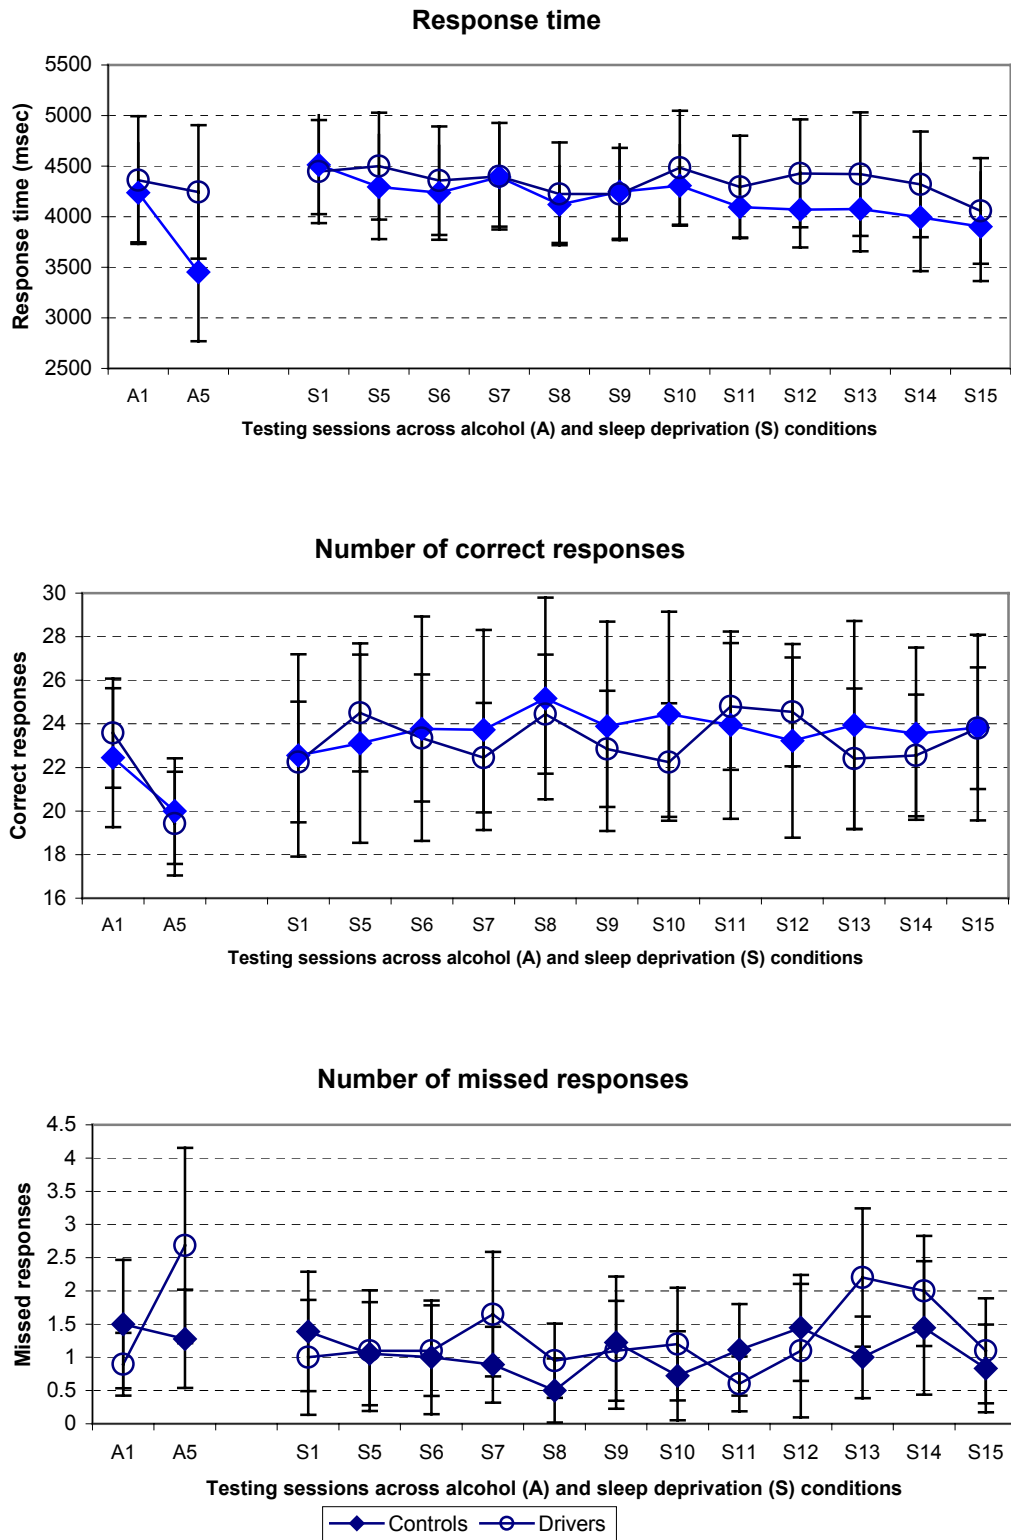 Response time
5500
5000
4500
4000
3500
3000
2500
Response time (msec)
A1 A5 S1 S5 S6 S7 S8 S9 S10 S11 S12 S13 S14 S15
Testing sessions across alcohol (A) and sleep deprivation (S) conditions
Number of correct responses
30
28
26
24
22
20
18
16
Correct responses
A1 A5 S1 S5 S6 S7 S8 S9 S10 S11 S12 S13 S14 S15
Testing sessions across alcohol (A) and sleep deprivation (S) conditions
Number of missed responses
4.5
4
3.5
3
2.5
2
1.5
1
0.5
0
Missed responses
A1 A5 S1 S5 S6 S7 S8 S9 S10 S11 S12 S13 S14 S15
Testing sessions across alcohol (A) and sleep deprivation (S) conditions
Controls Drivers